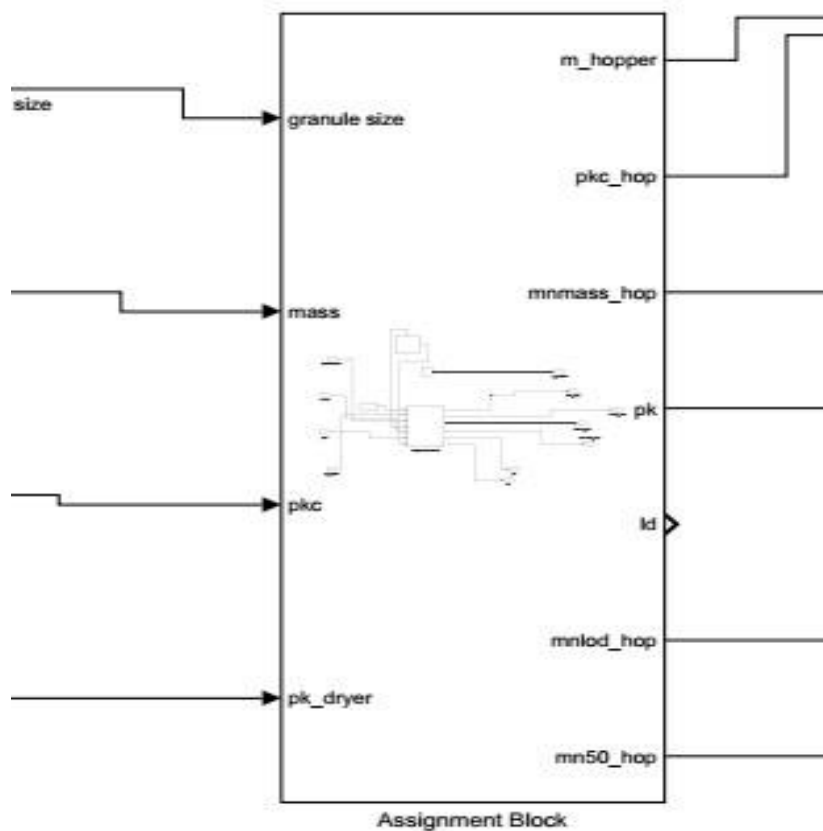 size
granule size
mass
pkc
pk_dryer
m_hopper
pkc_hop
mnmass_hop
pk
ld
mnlod_hop
mn50_hop
Assignment Block